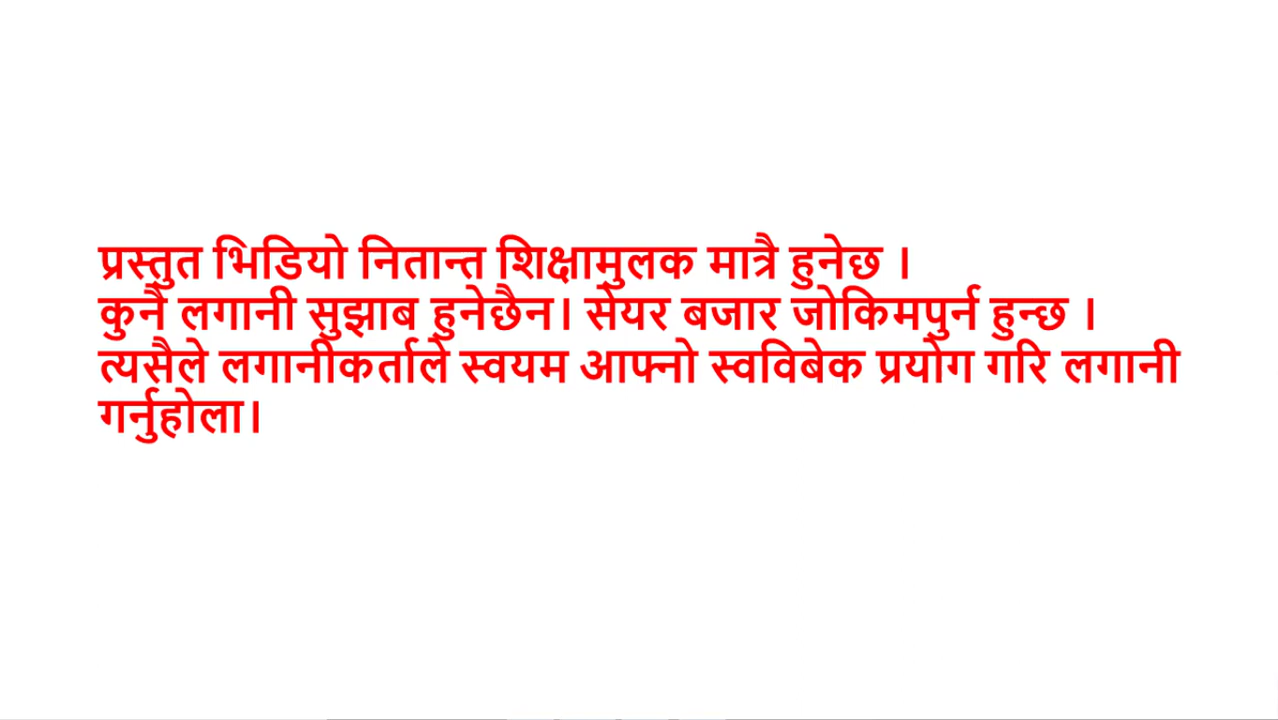 प्रस्तुत भिडियो नितान्त शिक्षामुलक मात्रै हुनेछ ।
कुनै लगानी सुझाब हुनेछैन। सेयर बजार जोकिमपुर्न हुन्छ ।
त्यसैले लगानीकर्ताले स्वयम आफ्नो स्वविबेक प्रयोग गरि लगानी
गर्नुहोला।